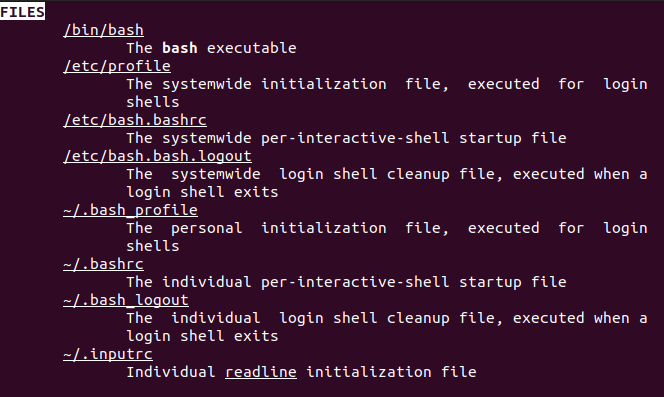 FILES
/bin/bash
The bash executable
/etc/profile
The systemwide initialization file, executed for login
shells
/etc/bash.bashrc
The systemwide per-interactive-shell startup file
/etc/bash.bash.logout
The systemwide login shell cleanup file, executed when a
login shell exits
~/.bash_profile
The personal initialization file, executed for login
shells
~/.bashrc
The individual per-interactive-shell startup file
~/.bash_logout
The individual login shell cleanup file, executed when a
login shell exits
~/.inputrc
Individual readline initialization file